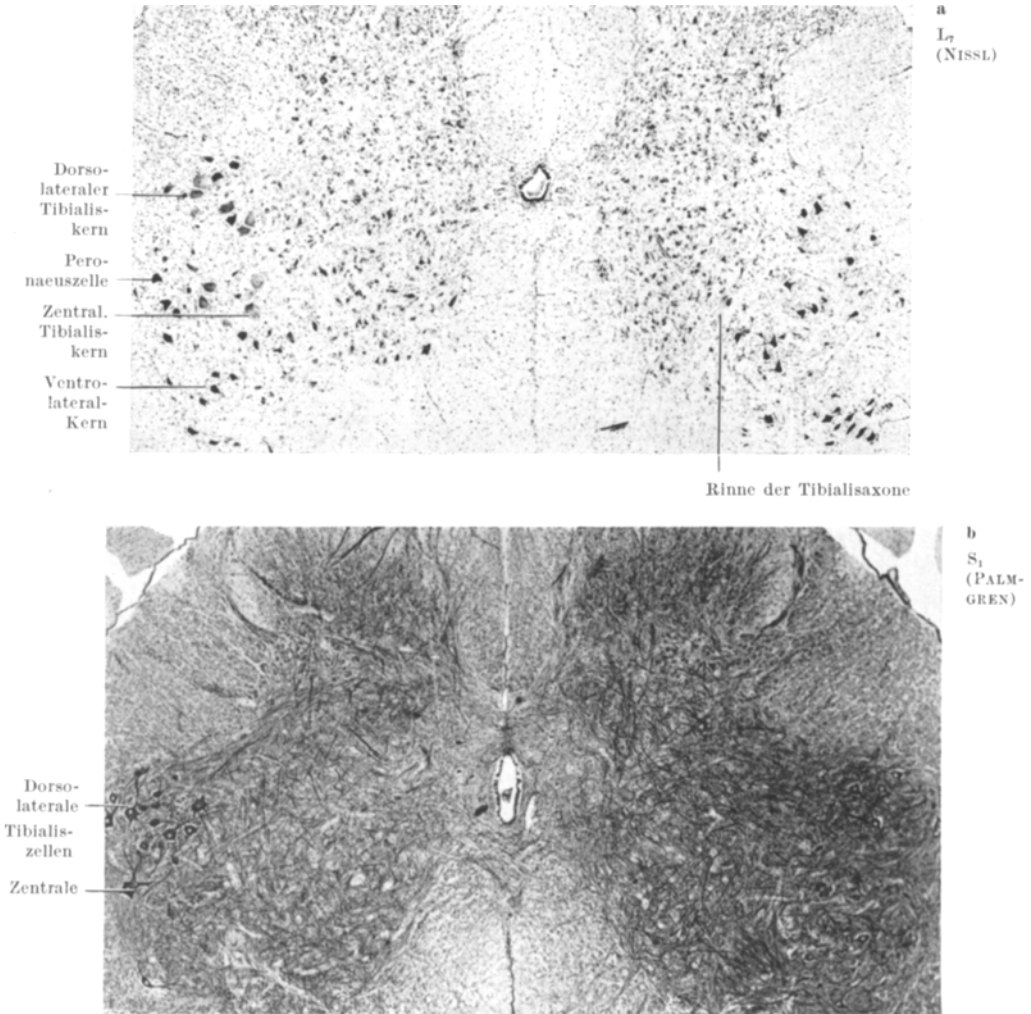 a
L₇
(NISSL)
Dorso-
lateraler
Tibialis-
kern
Pero-
naeuszelle
Zentral.
Tibialis-
kern
Ventro-
lateral-
Kern
Rinne der Tibialisaxone
b
S₁
(PALM-
GREN)
Dorso-
laterale
Tibialis-
zellen
Zentrale